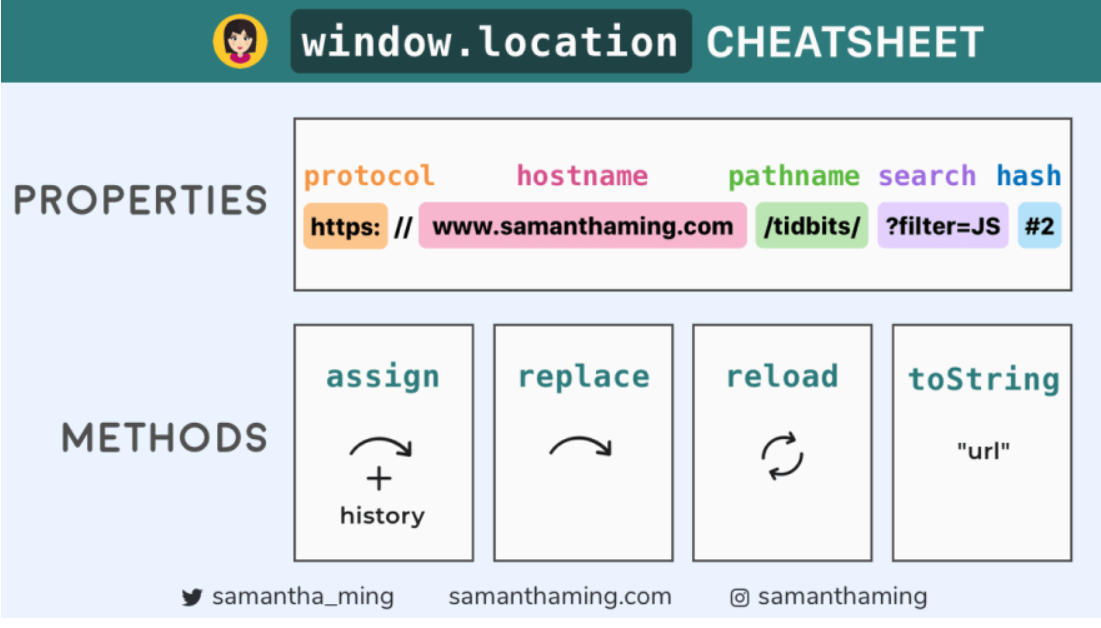 window.location CHEATSHEET
PROPERTIES
protocol hostname pathname search hash
https: // www.samanthaming.com /tidbits/ ?filter=JS #2
METHODS
assign
+
history
replace
reload
toString
"url"
samantha_ming samanthaming.com samanthaming